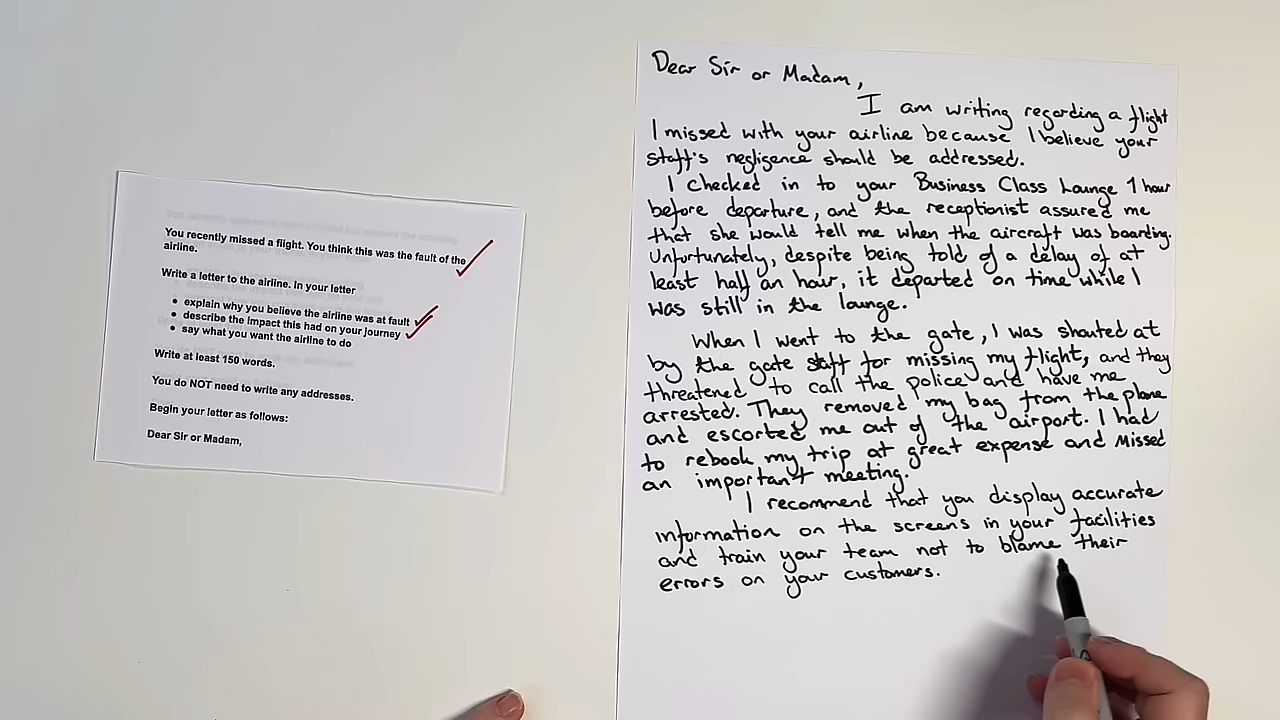 You recently missed a flight. You think this was the fault of the
airline.
Write a letter to the airline. In your letter
• explain why you believe the airline was at fault
• describe the impact this had on your journey
• say what you want the airline to do
Write at least 150 words.
You do NOT need to write any addresses.
Begin your letter as follows:
Dear Sir or Madam,
Dear Sir or Madam,
I am writing regarding a flight
I missed with your airline because I believe your
staff's negligence should be addressed.
I checked in to your Business Class Lounge 1 hour
before departure, and the receptionist assured me
that she would tell me when the aircraft was boarding.
Unfortunately, despite being told of a delay of at
least half an hour, it departed on time while I
was still in the lounge.
When I went to the gate, I was shouted at
by the gate staff for missing my flight, and they
threatened to call the police and have me
arrested. They removed my bag from the plane
and escorted me out of the airport. I had
to rebook my trip at great expense and missed
an important meeting.
I recommend that you display accurate
information on the screens in your facilities
and train your team not to blame their
errors on your customers.